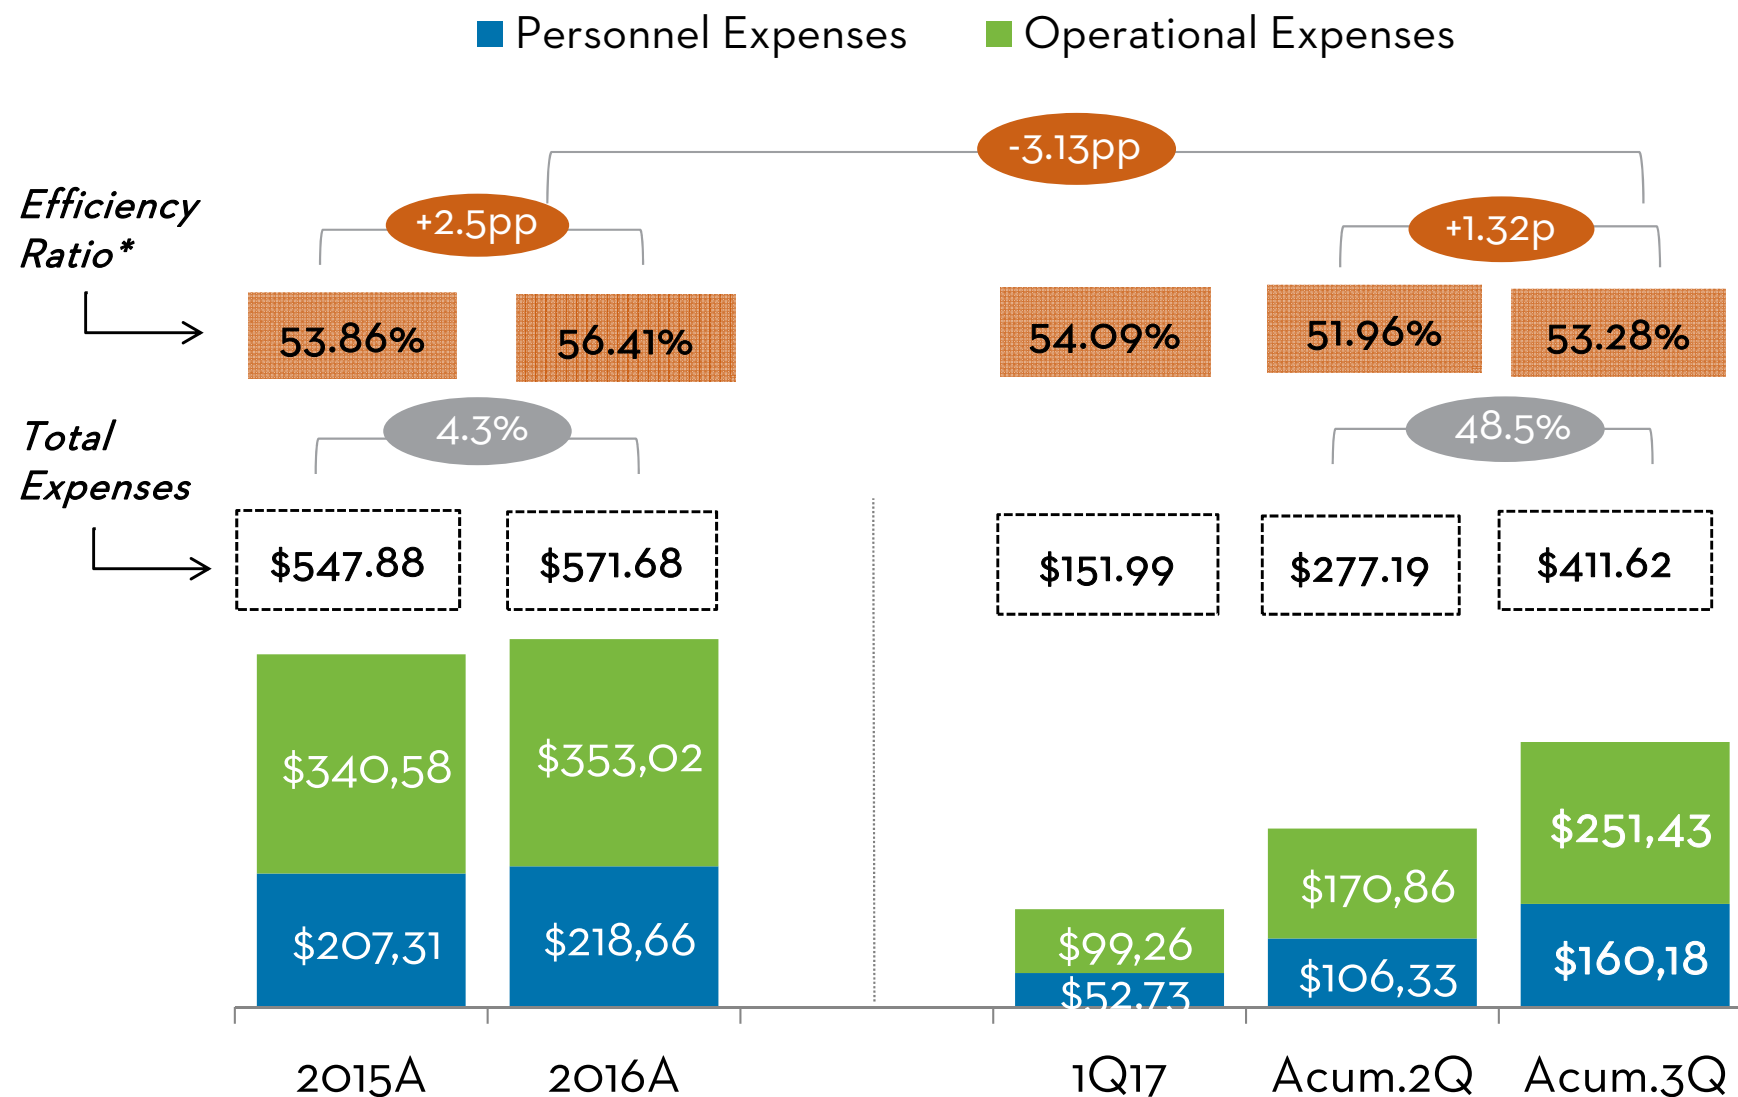 Personnel Expenses
Operational Expenses
-3.13pp
Efficiency
Ratio*
+2.5pp
+1.32p
53.86%
56.41%
54.09%
51.96%
53.28%
4.3%
48.5%
Total
Expenses
$547.88
$571.68
$151.99
$277.19
$411.62
$340,58
$353,02
$99,26
$170,86
$251,43
$207,31
$218,66
$52,73
$106,33
$160,18
2015A
2016A
1Q17
Acum.2Q
Acum.3Q